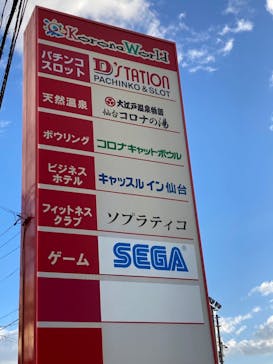 Korona World
パチンコ
スロット
D'STATION
PACHINKO & SLOT
天然温泉
大江戸温泉物語
仙台コロナの湯
ボウリング
コロナキャットボウル
ビジネス
ホテル
キャッスルイン仙台
フィットネス
クラブ
ソプラティコ
ゲーム
SEGA